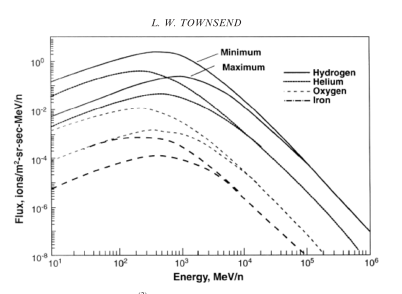 L. W. TOWNSEND
Minimum
Maximum
Hydrogen
Helium
Oxygen
Iron
Flux, ions/m²-sr-sec-MeV/n
10⁰
10⁻²
10⁻⁴
10⁻⁶
10⁻⁸
10¹ 10² 10³ 10⁴ 10⁵ 10⁶
Energy, MeV/n